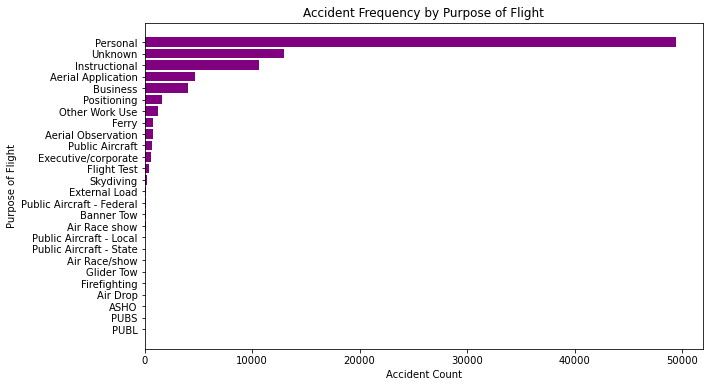 Accident Frequency by Purpose of Flight
Purpose of Flight
Personal
Unknown
Instructional
Aerial Application
Business
Positioning
Other Work Use
Ferry
Aerial Observation
Public Aircraft
Executive/corporate
Flight Test
Skydiving
External Load
Public Aircraft - Federal
Banner Tow
Air Race show
Public Aircraft - Local
Public Aircraft - State
Air Race/show
Glider Tow
Firefighting
Air Drop
ASHO
PUBS
PUBL
0 10000 20000 30000 40000 50000
Accident Count